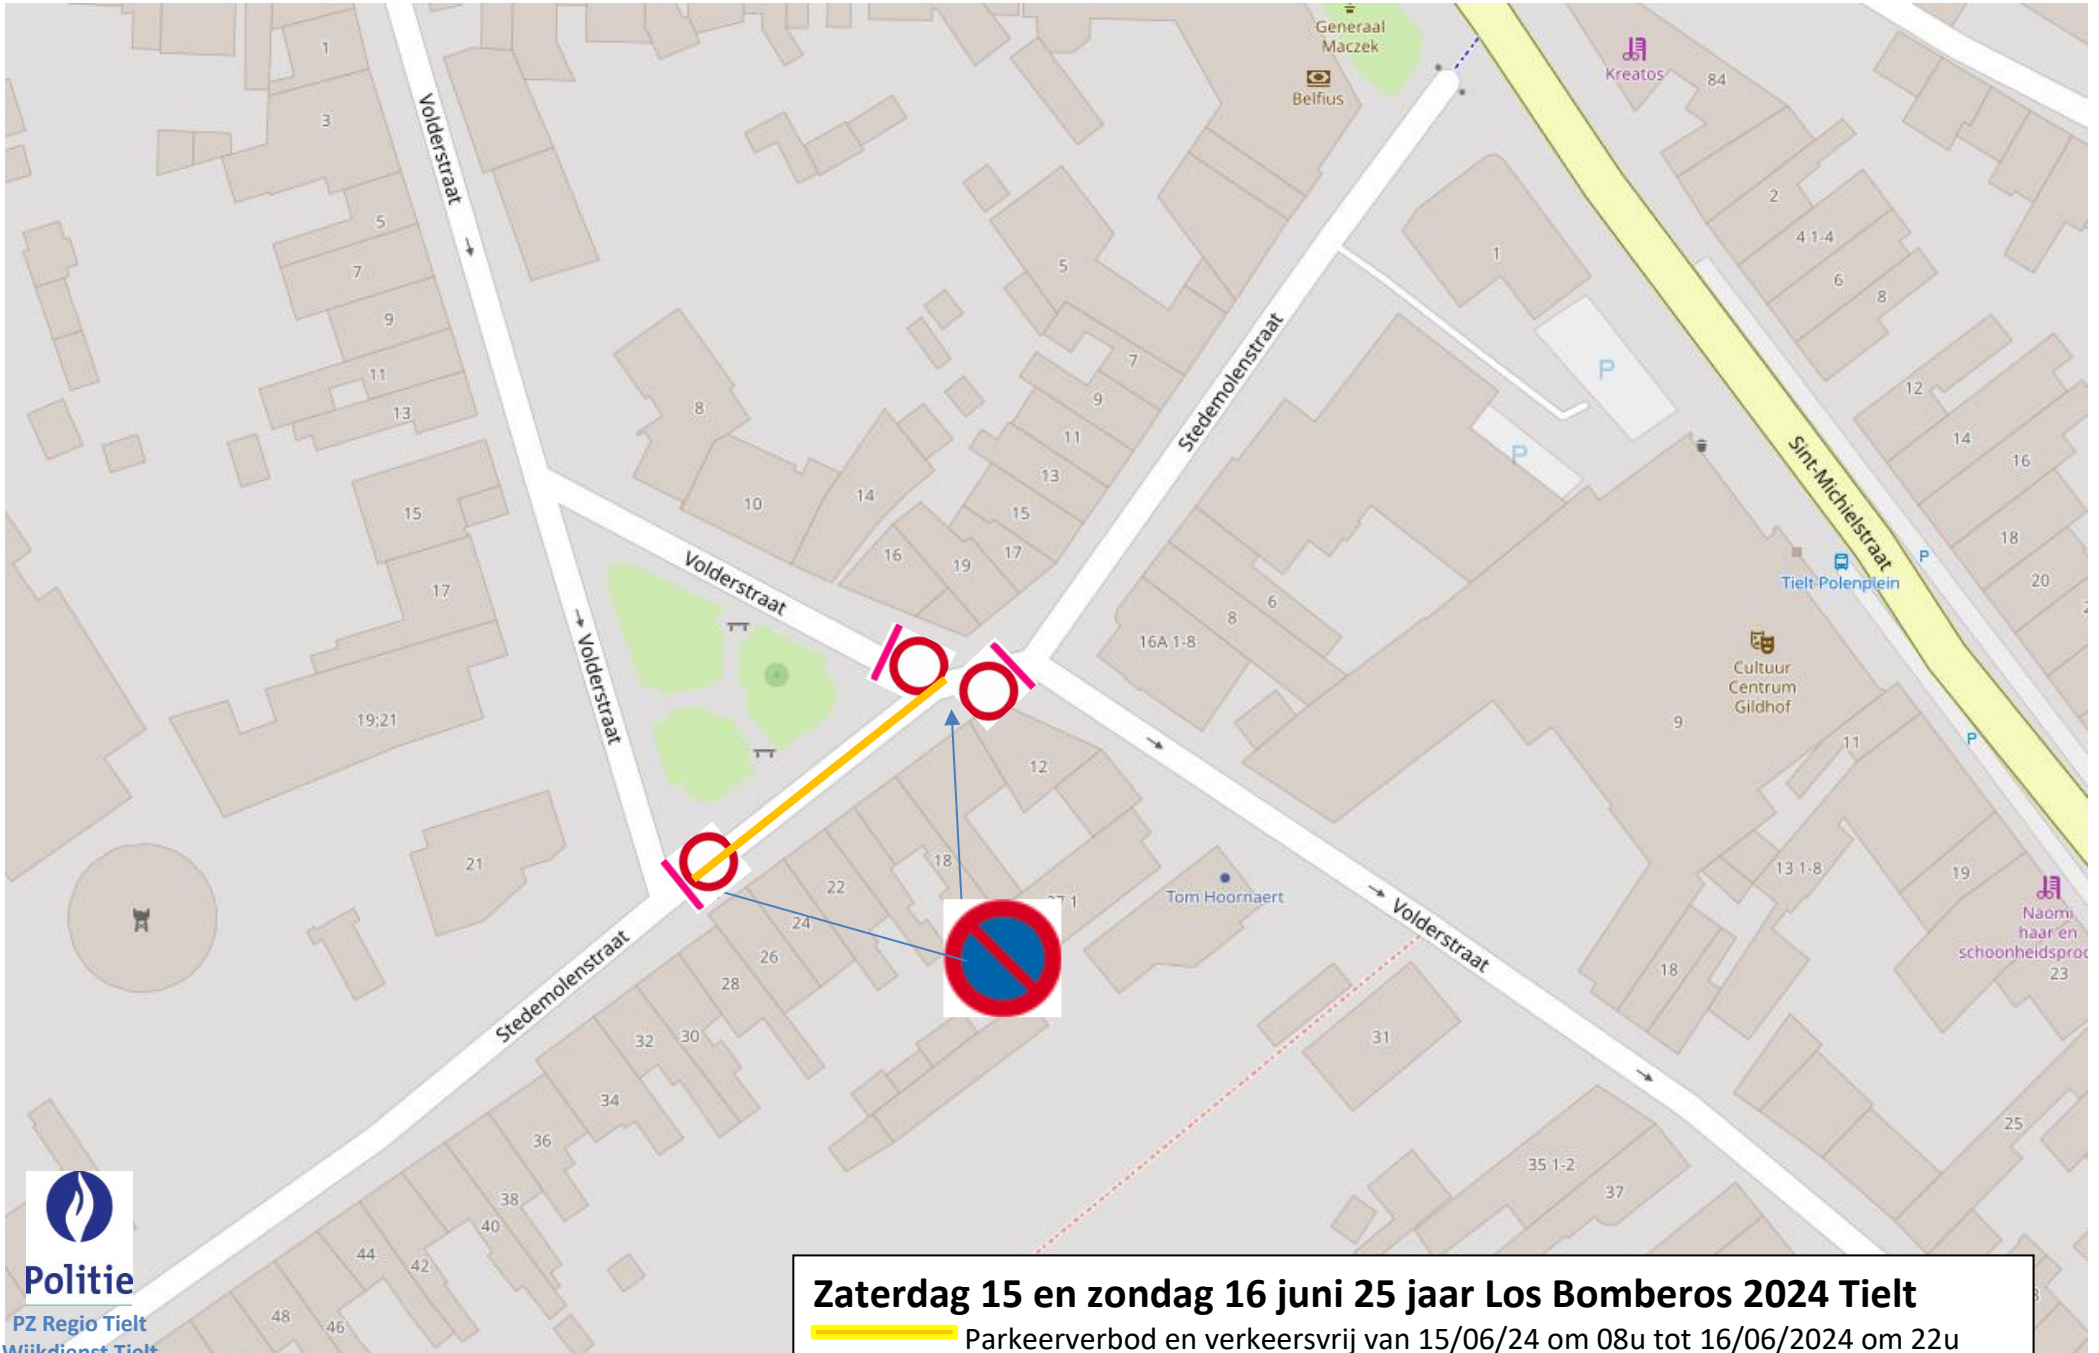 Generaal
Maczek
Belfius
Kreatos
84
1
3
Volderstraat
5
7
9
11
13
2
4 1-4
6
8
1
5
7
9
11
13
15
17
19
Stedemolenstraat
P
P
12
14
16
18
20
Sint-Michielstraat
P
Tielt-Polenplein
8
10
14
16
15
17
Volderstraat
Volderstraat
19;21
21
6
8
16A 1-8
Cultuur
Centrum
Gildhof
9
P
11
12
18
22
24
26
28
30
32
34
36
38
40
42
44
46
48
Tom Hoornaert
13 1-8
19
Naomi
haar en
23
Volderstraat
18
Stedemolenstraat
31
25
35 1-2
37
Politie
PZ Regio Tielt
Wijkdienst Tielt
Zaterdag 15 en zondag 16 juni 25 jaar Los Bomberos 2024 Tielt
Parkeerverbod en verkeersvrij van 15/06/24 om 08u tot 16/06/2024 om 22u